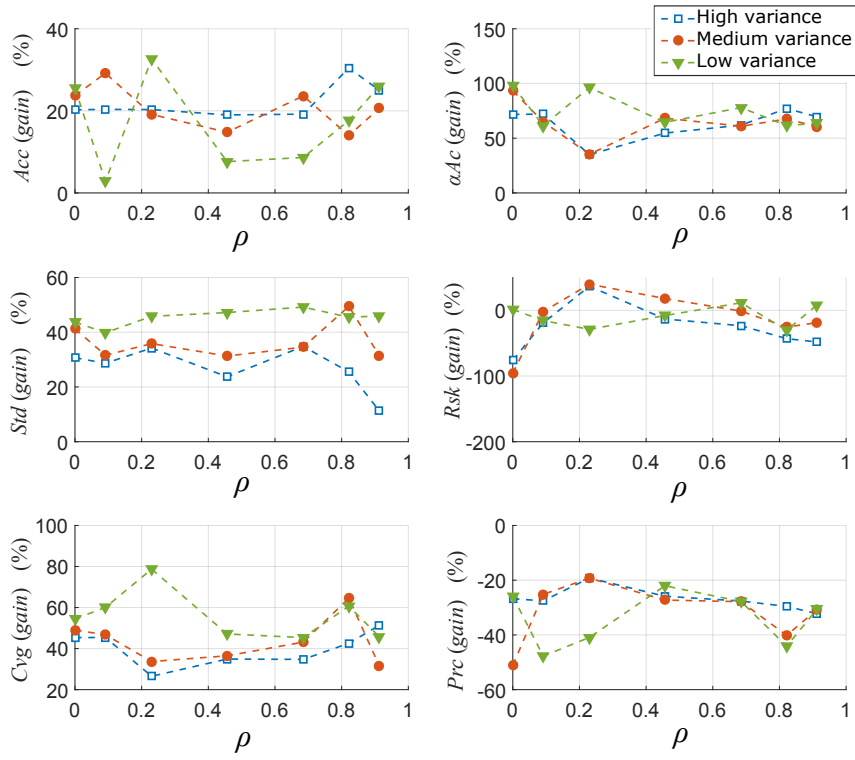 High variance
Medium variance
Low variance
Acc (gain) (%)
40
20
0
0 0.2 0.4 0.6 0.8 1
ρ
αAc (gain) (%)
150
100
50
0
0 0.2 0.4 0.6 0.8 1
ρ
Std (gain) (%)
60
40
20
0
0 0.2 0.4 0.6 0.8 1
ρ
Rsk (gain) (%)
0
-100
-200
0 0.2 0.4 0.6 0.8 1
ρ
Cvg (gain) (%)
100
80
60
40
20
0 0.2 0.4 0.6 0.8 1
ρ
Prc (gain) (%)
0
-20
-40
-60
0 0.2 0.4 0.6 0.8 1
ρ